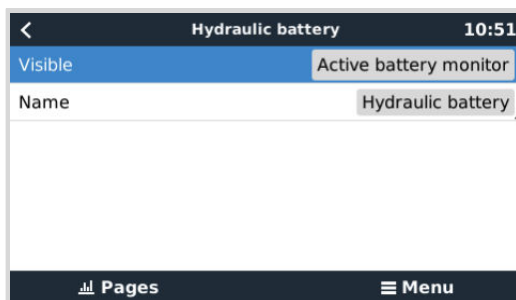 Hydraulic battery 10:51
Visible Active battery monitor
Name Hydraulic battery
Pages Menu